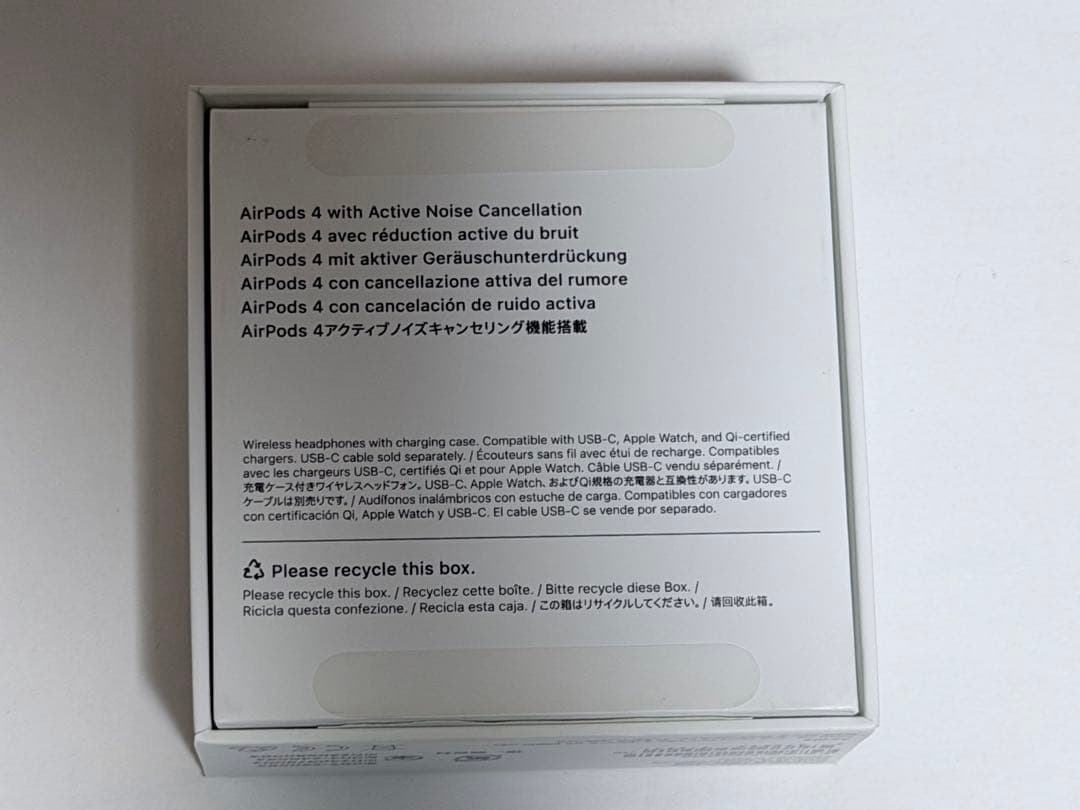 AirPods 4 with Active Noise Cancellation
AirPods 4 avec réduction active du bruit
AirPods 4 mit aktiver Geräuschunterdrückung
AirPods 4 con cancellazione attiva del rumore
AirPods 4 con cancelación de ruido activa
AirPods 4アクティブノイズキャンセリング機能搭載
Wireless headphones with charging case. Compatible with USB-C, Apple Watch, and Qi-certified
chargers. USB-C cable sold separately. / Écouteurs sans fil avec étui de recharge. Compatibles
avec les chargeurs USB-C, certifiés Qi et pour Apple Watch. Câble USB-C vendu séparément. /
充電ケース付きワイヤレスヘッドフォン。USB-C、Apple Watch、およびQi規格の充電器と互換性があります。USB-C
ケーブルは別売りです。/ Audífonos inalámbricos con estuche de carga. Compatibles con cargadores
con certificación Qi, Apple Watch y USB-C. El cable USB-C se vende por separado.
Please recycle this box.
Please recycle this box. / Recyclez cette boîte. / Bitte recycle diese Box. /
Ricicla questa confezione. / Recicla esta caja. / この箱はリサイクルしてください。/ 请回收此箱。